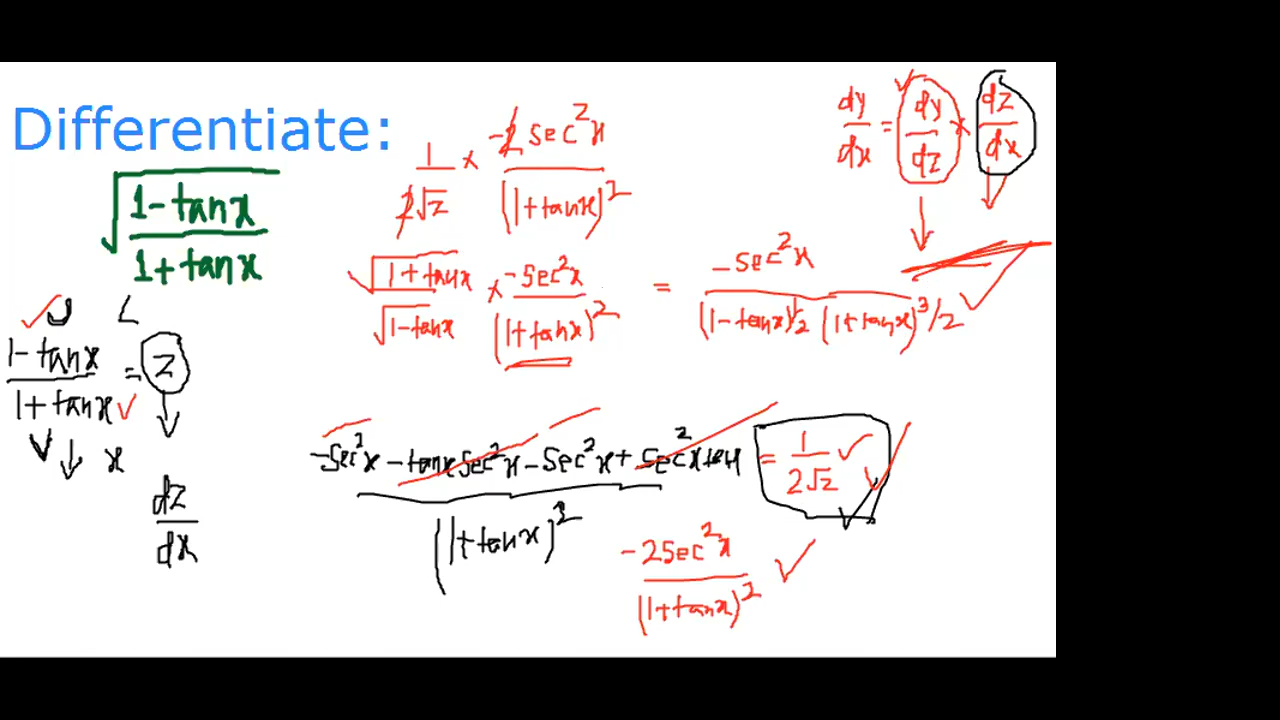 Differentiate:
√((1-tanx)/(1+tanx))
dy/dx = dy/dz × dz/dx
1/(2√z) × (-2 sec²x)/((1+tanx)²)
√(1+tanx)/√(1-tanx) × (-sec²x)/((1+tanx)²) = (-sec²x)/((1-tanx)^1/2 (1+tanx)^3/2)
(1-tanx)/(1+tanx) = z
x
dz/dx
(-sec²x - tanx sec²x - sec²x + sec²x tanx)/((1+tanx)²)
= 1/(2√z)
(-2sec²x)/((1+tanx)²)